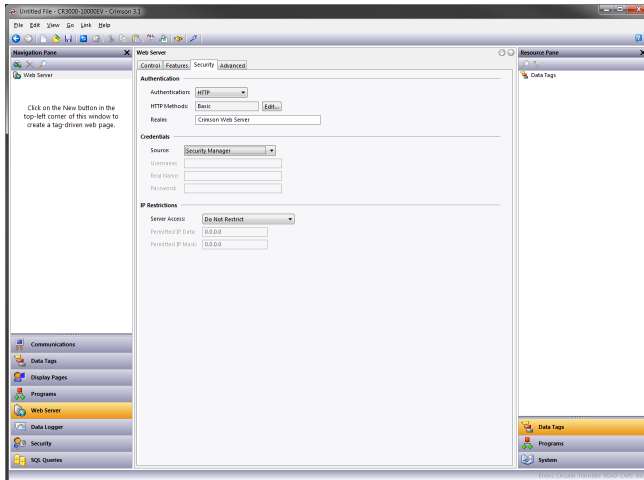 Untitled File - CR3000-10000EV - Crimson 3.1
File Edit View Go Link Help
Navigation Pane
Web Server
Click on the New button in the
top-left corner of this window to
create a tag-driven web page.
Communications
Data Tags
Display Pages
Programs
Web Server
Data Logger
Security
SQL Queries
Web Server
Control Features Security Advanced
Authentication
Authentication: HTTP
HTTP Methods: Basic Edit...
Realm: Crimson Web Server
Credentials
Source: Security Manager
Username:
Real Name:
Password:
IP Restrictions
Server Access: Do Not Restrict
Permitted IP Data: 0.0.0.0
Permitted IP Mask: 0.0.0.0
Resource Pane
Data Tags
Data Tags
Programs
System
Errors Circular Translate READ CAPS